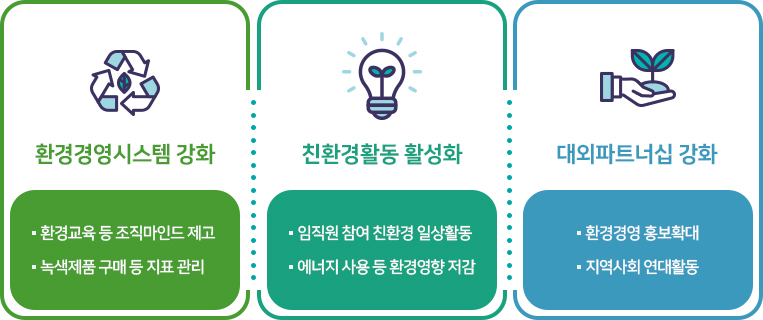 환경경영시스템 강화
▪ 환경교육 등 조직마인드 제고
▪ 녹색제품 구매 등 지표 관리
친환경활동 활성화
▪ 임직원 참여 친환경 일상활동
▪ 에너지 사용 등 환경영향 저감
대외파트너십 강화
▪ 환경경영 홍보확대
▪ 지역사회 연대활동